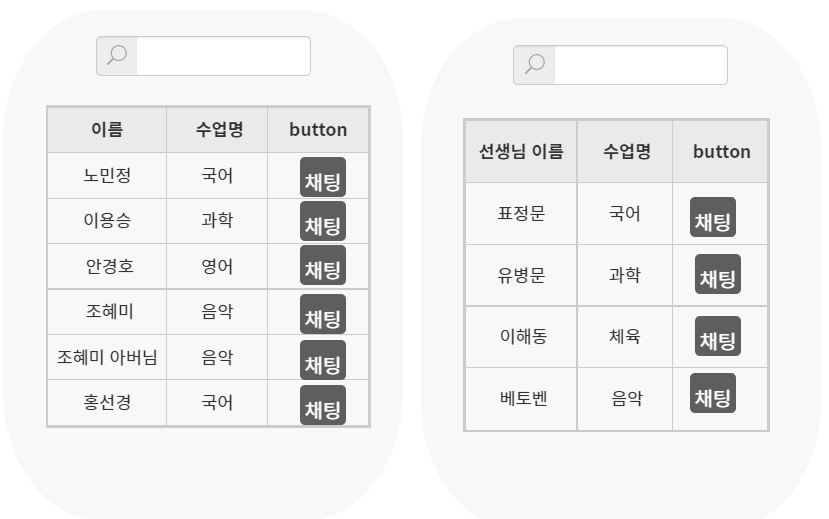 이름 수업명 button
노민정 국어 채팅
이용승 과학 채팅
안경호 영어 채팅
조혜미 음악 채팅
조혜미 아버님 음악 채팅
홍선경 국어 채팅
선생님 이름 수업명 button
표정문 국어 채팅
유병문 과학 채팅
이해동 체육 채팅
베토벤 음악 채팅